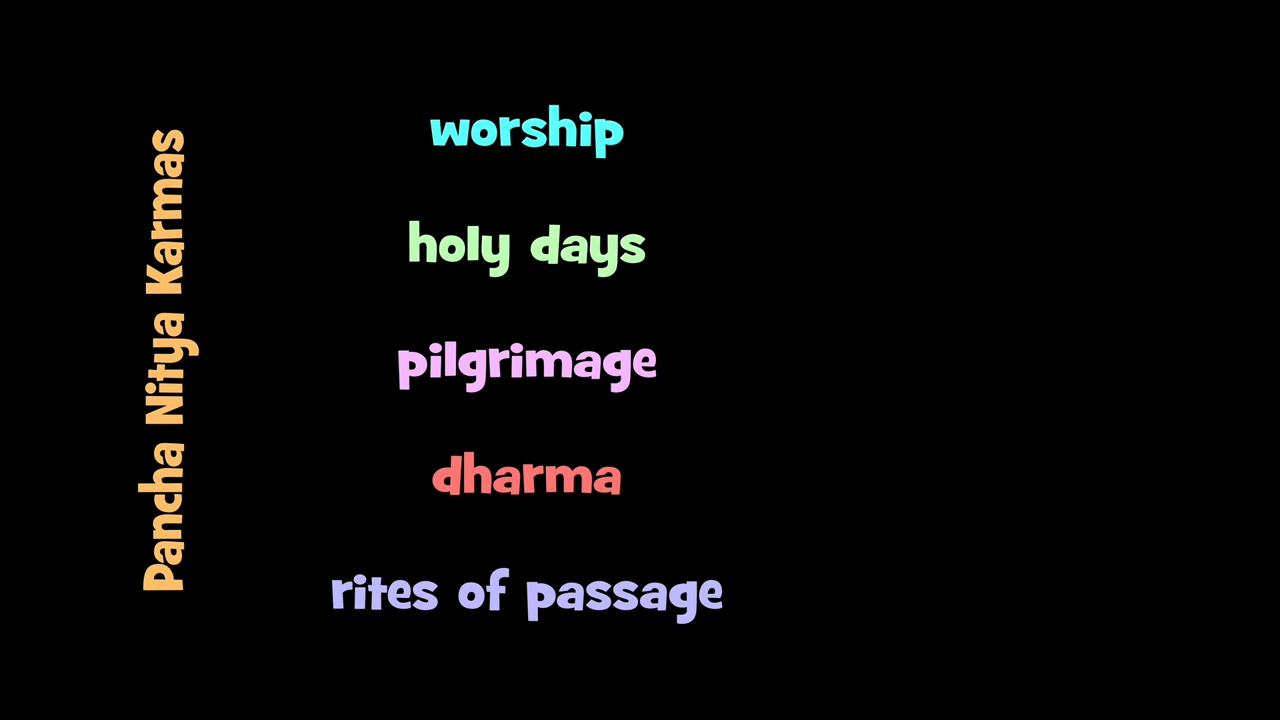 Pancha Nitya Karmas
worship
holy days
pilgrimage
dharma
rites of passage